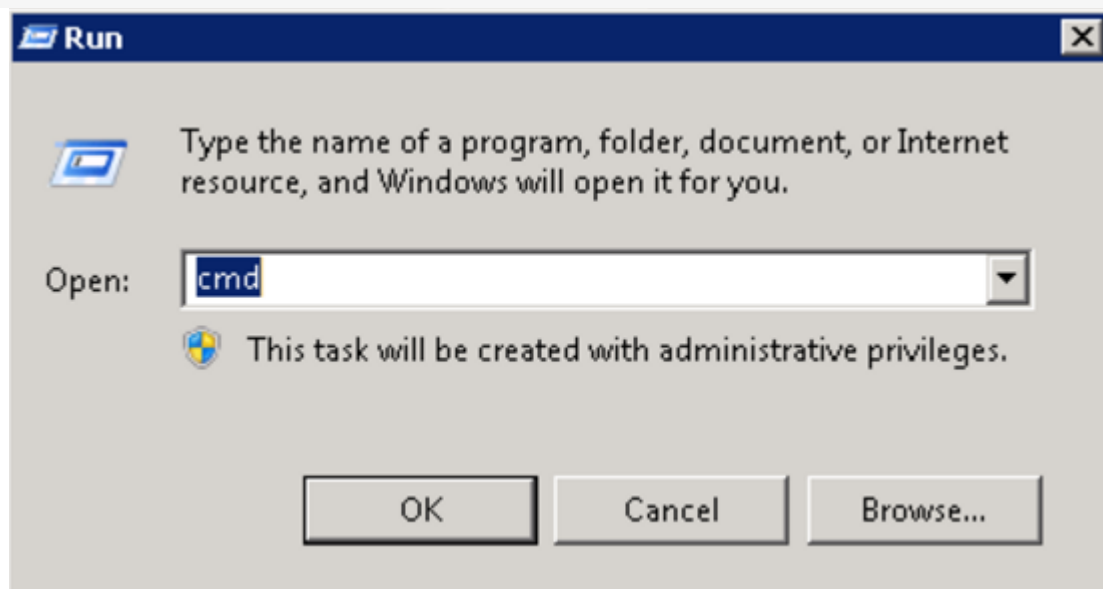 Run
Type the name of a program, folder, document, or Internet
resource, and Windows will open it for you.
Open:
cmd
This task will be created with administrative privileges.
OK
Cancel
Browse...